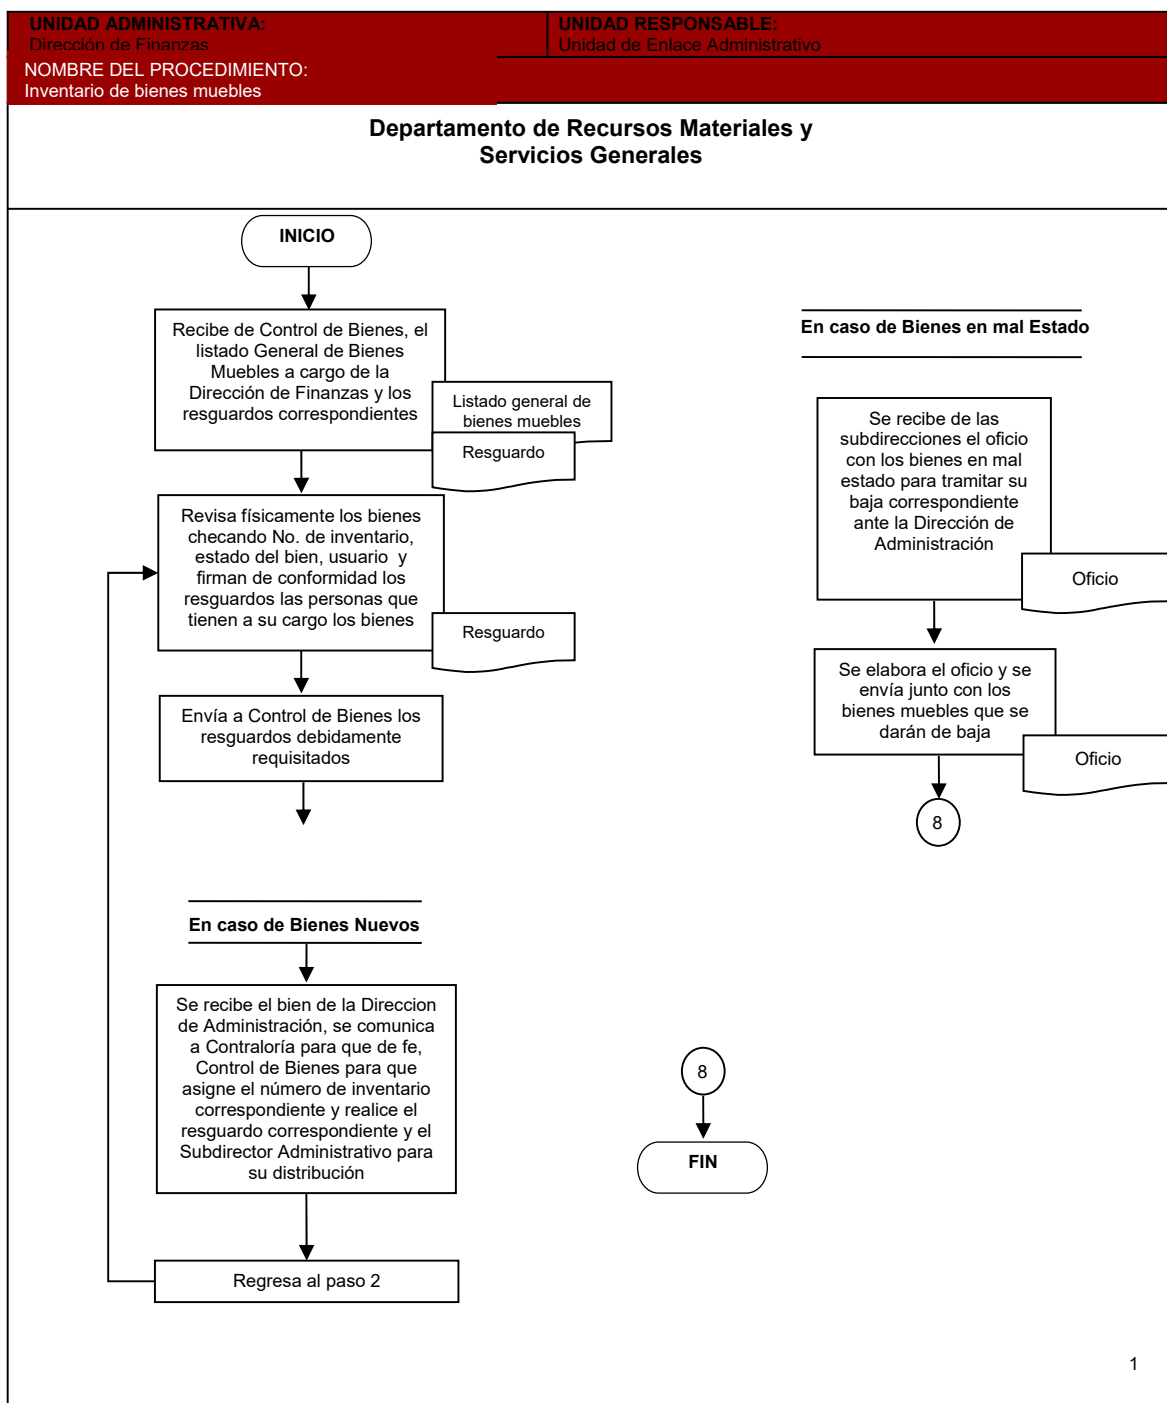 UNIDAD ADMINISTRATIVA:
Dirección de Finanzas
UNIDAD RESPONSABLE:
Unidad de Enlace Administrativo
NOMBRE DEL PROCEDIMIENTO:
Inventario de bienes muebles
Departamento de Recursos Materiales y
Servicios Generales
INICIO
Recibe de Control de Bienes, el
listado General de Bienes
Muebles a cargo de la
Dirección de Finanzas y los
resguardos correspondientes
Listado general de
bienes muebles
Resguardo
Revisa físicamente los bienes
checando No. de inventario,
estado del bien, usuario y
firman de conformidad los
resguardos las personas que
tienen a su cargo los bienes
Resguardo
Envía a Control de Bienes los
resguardos debidamente
requisitados
En caso de Bienes Nuevos
Se recibe el bien de la Direccion
de Administración, se comunica
a Contraloría para que de fe,
Control de Bienes para que
asigne el número de inventario
correspondiente y realice el
resguardo correspondiente y el
Subdirector Administrativo para
su distribución
Regresa al paso 2
En caso de Bienes en mal Estado
Se recibe de las
subdirecciones el oficio
con los bienes en mal
estado para tramitar su
baja correspondiente
ante la Dirección de
Administración
Oficio
Se elabora el oficio y se
envía junto con los
bienes muebles que se
darán de baja
Oficio
8
8
FIN
1